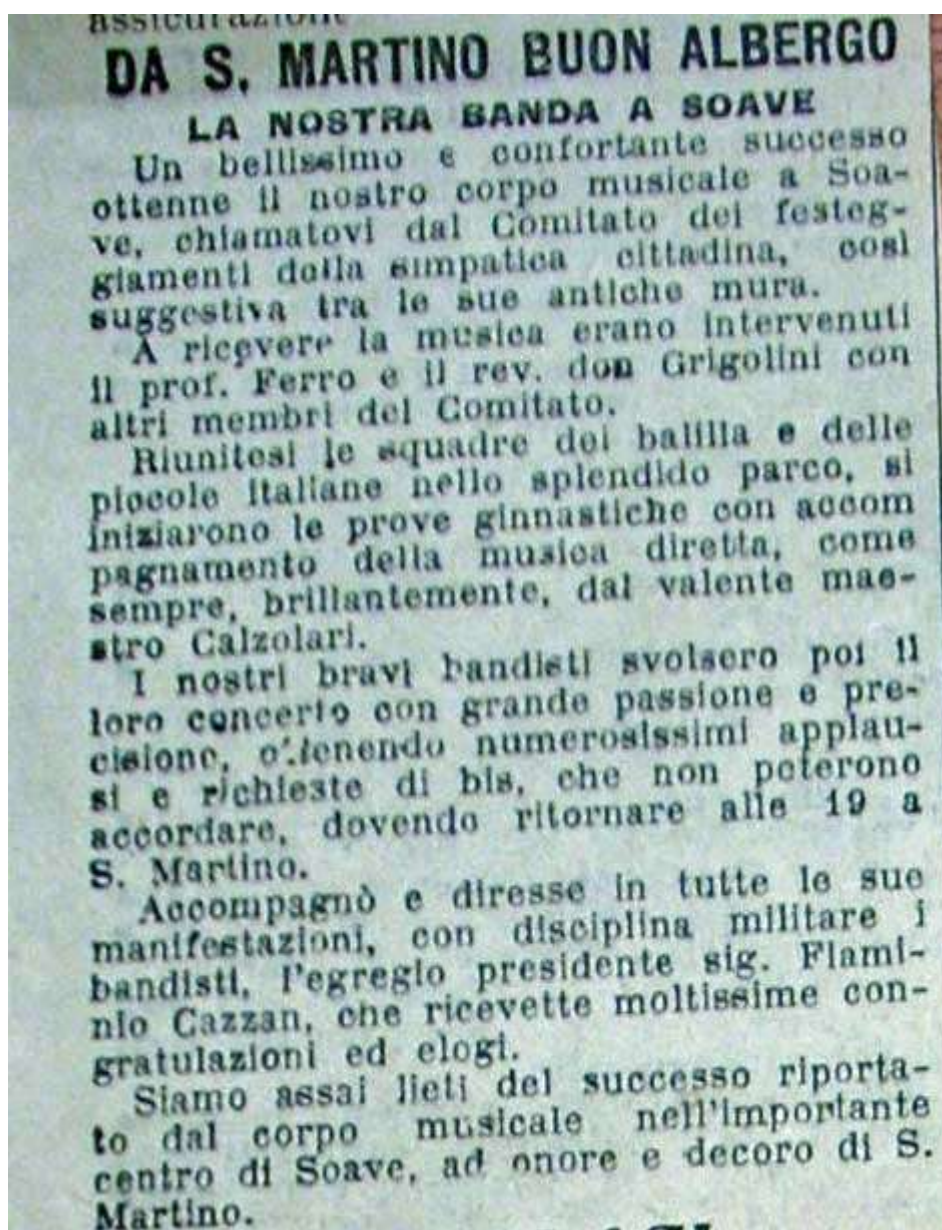 assicurazione
DA S. MARTINO BUON ALBERGO
LA NOSTRA BANDA A SOAVE
Un bellissimo e confortante successo
ottenne il nostro corpo musicale a Soa-
ve, chiamatovi dal Comitato dei festeg-
giamenti della simpatica cittadina, così
suggestiva tra le sue antiche mura.
A ricevere la musica erano intervenuti
il prof. Ferro e il rev. don Grigolini con
altri membri del Comitato.
Riunitesi le squadre dei balilla e delle
piccole italiane nello splendido parco, si
iniziarono le prove ginnastiche con accom
pagnamento della musica diretta, come
sempre, brillantemente, dal valente mae-
stro Calzolari.
I nostri bravi bandisti svolsero poi il
loro concerto con grande passione e pre-
cisione, ottenendo numerosissimi applau-
si e richieste di bis, che non poterono
accordare, dovendo ritornare alle 19 a
S. Martino.
Accompagnò e diresse in tutte le sue
manifestazioni, con disciplina militare i
bandisti, l'egregio presidente sig. Flami-
nio Cazzan, che ricevette moltissime con-
gratulazioni ed elogi.
Siamo assai lieti del successo riporta-
to dal corpo musicale nell'importante
centro di Soave, ad onore e decoro di S.
Martino.